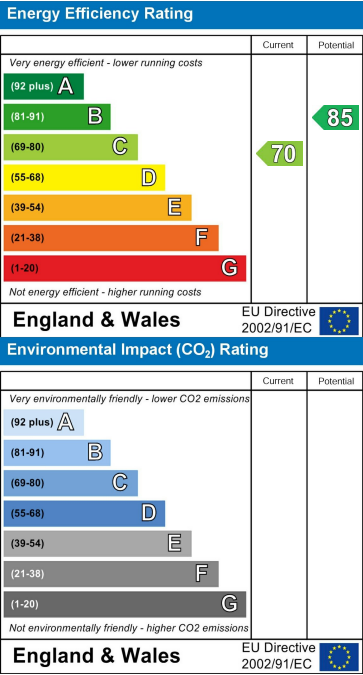 Energy Efficiency Rating
Current Potential
Very energy efficient - lower running costs
(92 plus) A
(81-91) B
85
(69-80) C
70
(55-68) D
(39-54) E
(21-38) F
(1-20) G
Not energy efficient - higher running costs
England & Wales
EU Directive
2002/91/EC
Environmental Impact (CO₂) Rating
Current Potential
Very environmentally friendly - lower CO2 emissions
(92 plus) A
(81-91) B
(69-80) C
(55-68) D
(39-54) E
(21-38) F
(1-20) G
Not environmentally friendly - higher CO2 emissions
England & Wales
EU Directive
2002/91/EC